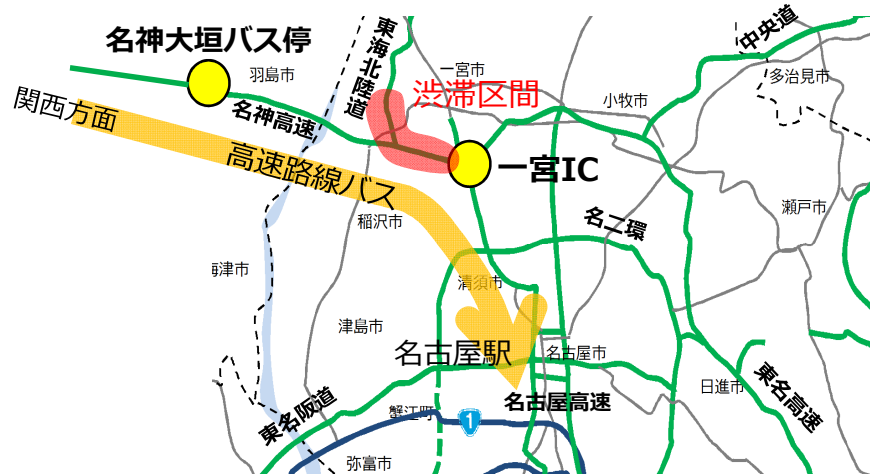 名神大垣バス停
東海北陸道
中央道
羽島市
一宮市
多治見市
渋滞区間
小牧市
関西方面
名神高速
高速路線バス
一宮IC
瀬戸市
稲沢市
名二環
海津市
清須市
津島市
名古屋駅
名古屋市
日進市
東名高速
名古屋高速
東名阪道
蟹江町
1
弥富市